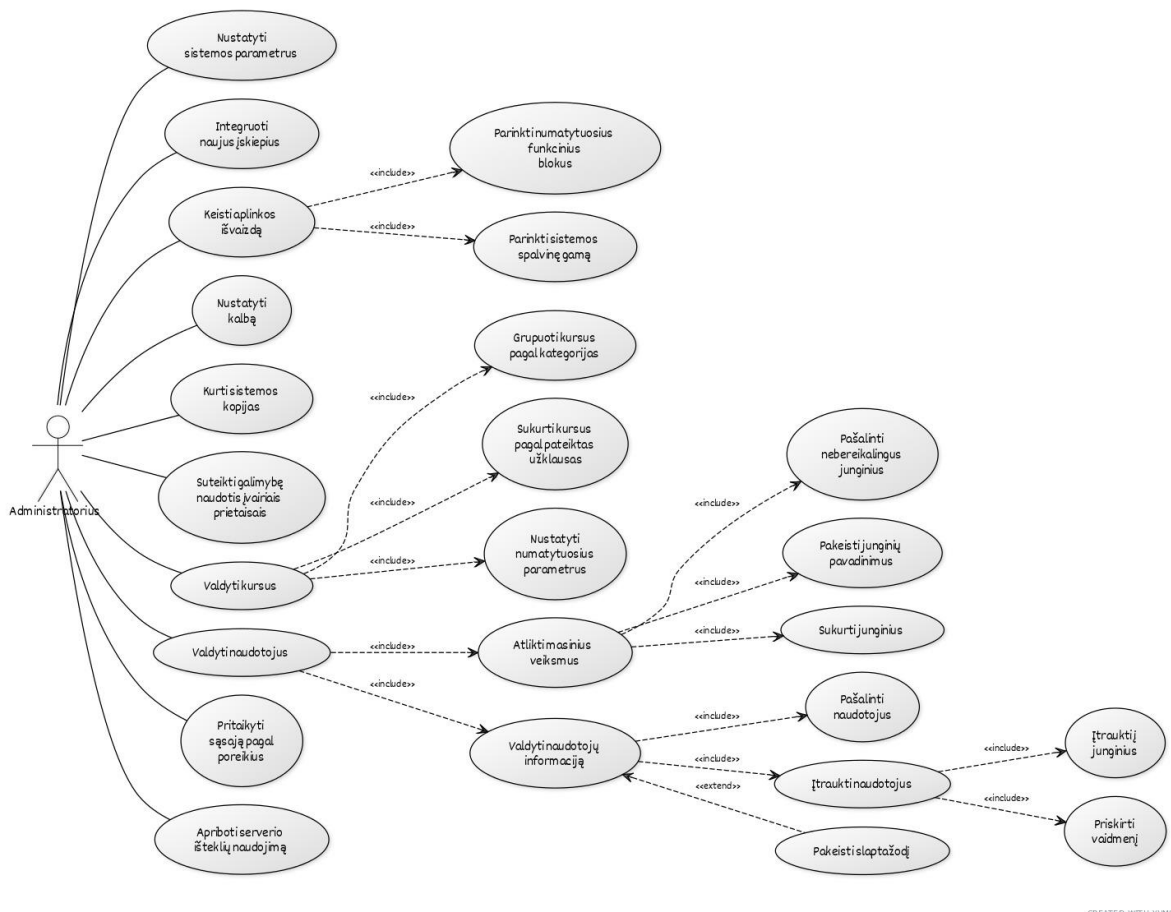 Nustatyti
sistemos parametrus
Integruoti
naujus įskiepius
Keisti aplinkos
išvaizdą
Nustatyti
kalbą
Kurti sistemos
kopijas
Suteikti galimybę
naudotis įvairiais
prietaisais
Administratorius
Valdyti kursus
Valdyti naudotojus
Pritaikyti
sąsają pagal
poreikius
Apriboti serverio
išteklių naudojimą
<<include>>
<<include>>
Parinkti numatytuosius
funkcinius
blokus
Parinkti sistemos
spalvinę gamą
<<include>>
<<include>>
<<include>>
Grupuoti kursus
pagal kategorijas
Sukurti kursus
pagal pateiktas
užklausas
Nustatyti
numatytuosius
parametrus
<<include>>
<<include>>
Atlikti masinius
veiksmus
Valdyti naudotojų
informaciją
<<include>>
<<include>>
<<include>>
Pašalinti
nebereikalingus
junginius
Pakeisti junginių
pavadinimus
Sukurti junginius
<<include>>
<<include>>
<<extend>>
Pašalinti
naudotojus
Įtraukti naudotojus
Pakeisti slaptažodį
<<include>>
<<include>>
Įtraukti į
junginius
Priskirti
vaidmenį